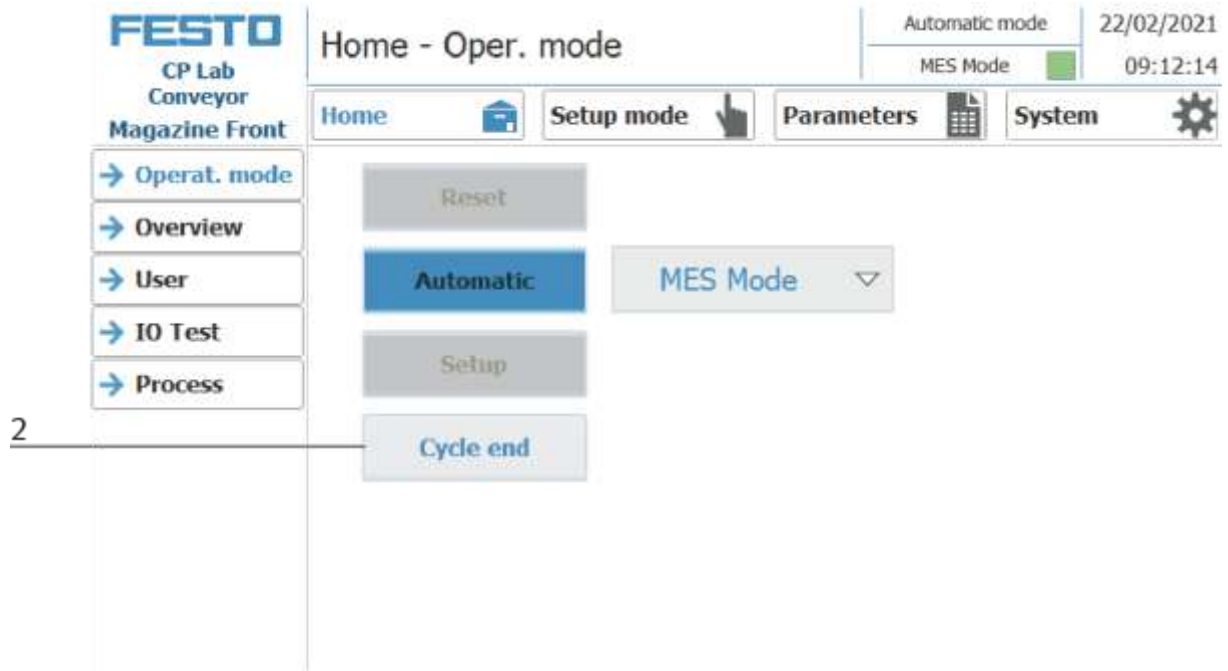 FESTO
CP Lab
Conveyor
Magazine Front
Home - Oper. mode
Automatic mode
MES Mode
22/02/2021
09:12:14
Home
Setup mode
Parameters
System
Operat. mode
Overview
User
IO Test
Process
Reset
Automatic
MES Mode
Setup
Cycle end
2